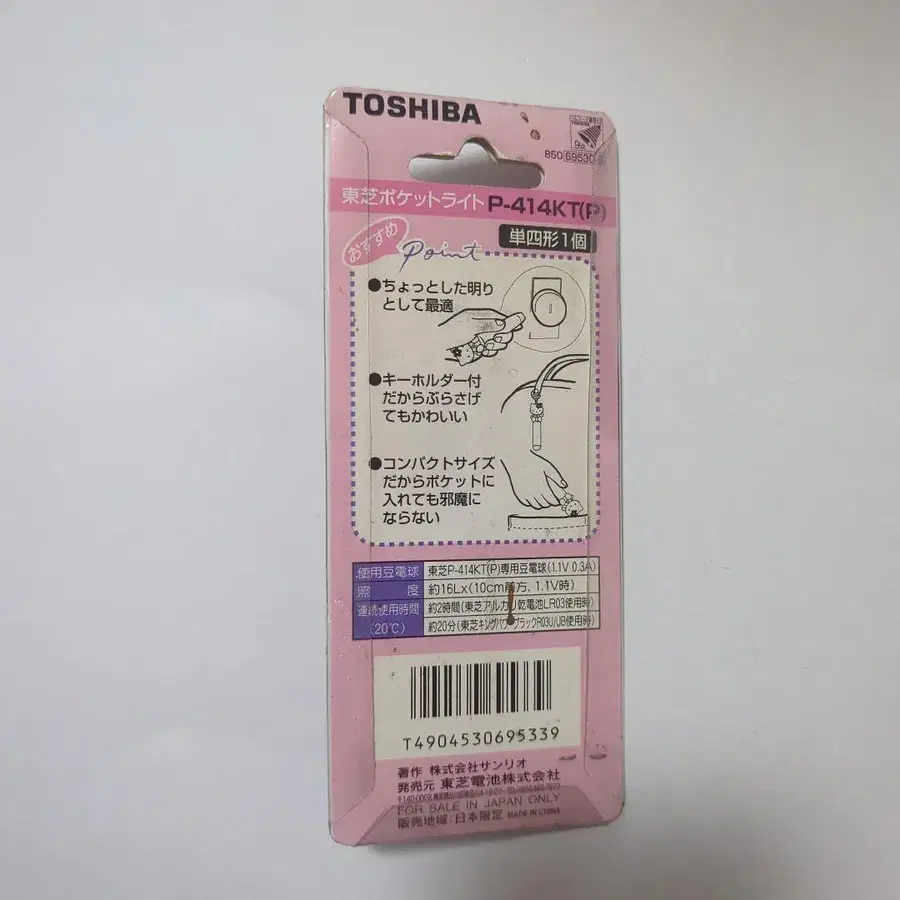 TOSHIBA
9点
850 69530
東芝ポケットライト P-414KT(P)
単四形1個
おすすめ
Point
●ちょっとした明り
として最適
●キーホルダー付
だからぶらさげ
てもかわいい
●コンパクトサイズ
だからポケットに
入れても邪魔に
ならない
使用豆電球 東芝P-414KT(P)専用豆電球(1.1V 0.3A)
照度 約16Lx(10cm前方, 1.1V時)
連続使用時間 約2時間(東芝アルカリ乾電池LR03使用時)
(20℃) 約20分(東芝キングパワーブラックR03U/UB使用時)
T4904530695339
著作 株式会社サンリオ
発売元 東芝電池株式会社
FOR SALE IN JAPAN ONLY
販売地域:日本限定 MADE IN CHINA